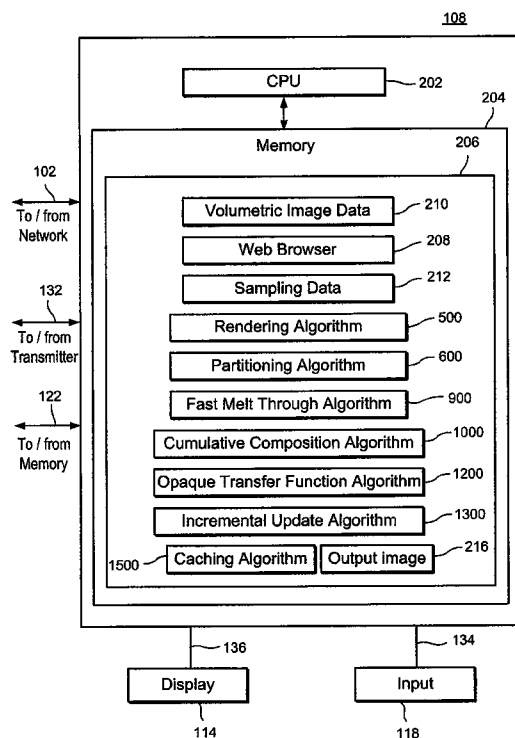 108
CPU
202
204
Memory
206
102
To / from
Network
Volumetric Image Data
210
Web Browser
208
Sampling Data
212
132
To / from
Transmitter
Rendering Algorithm
500
Partitioning Algorithm
600
Fast Melt Through Algorithm
900
122
To / from
Memory
Cumulative Composition Algorithm
1000
Opaque Transfer Function Algorithm
1200
Incremental Update Algorithm
1300
1500
Caching Algorithm
Output image
216
136
134
Display
Input
114
118